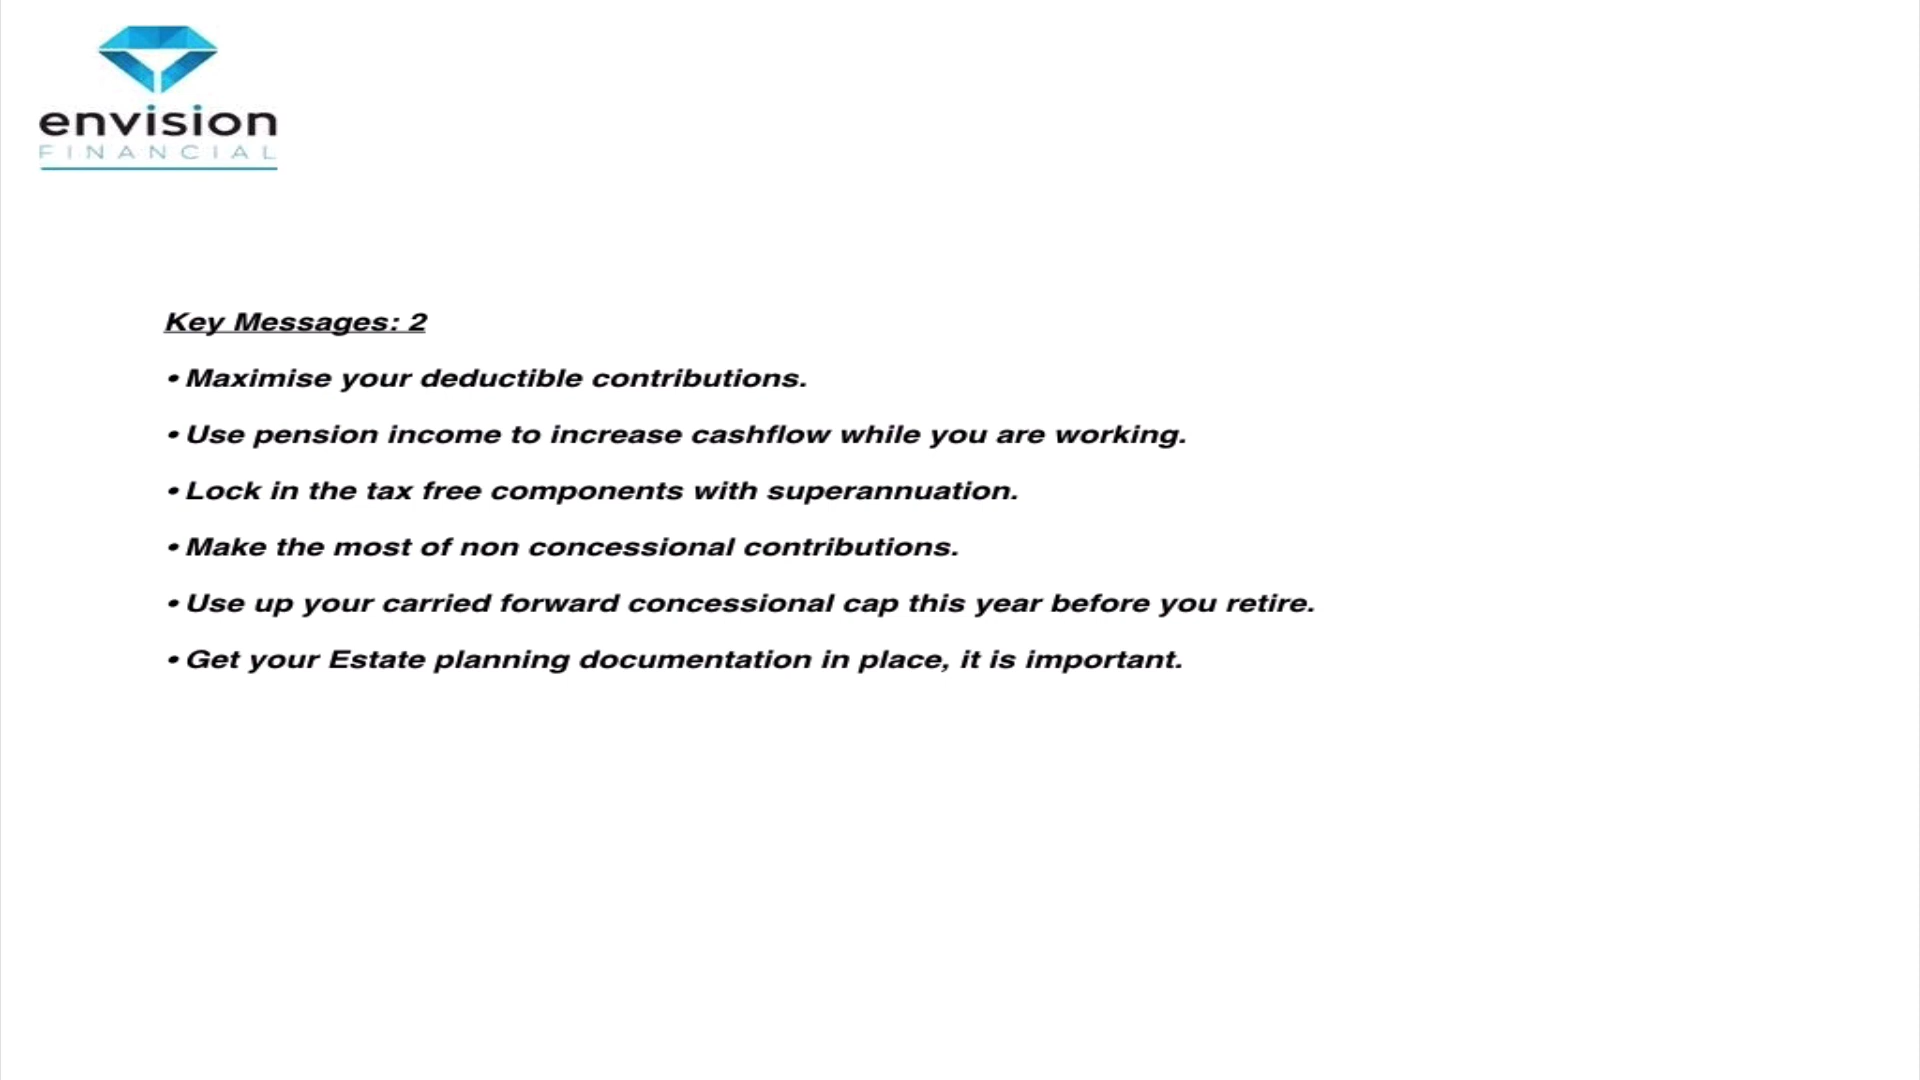 envision
FINANCIAL
Key Messages: 2
• Maximise your deductible contributions.
• Use pension income to increase cashflow while you are working.
• Lock in the tax free components with superannuation.
• Make the most of non concessional contributions.
• Use up your carried forward concessional cap this year before you retire.
• Get your Estate planning documentation in place, it is important.